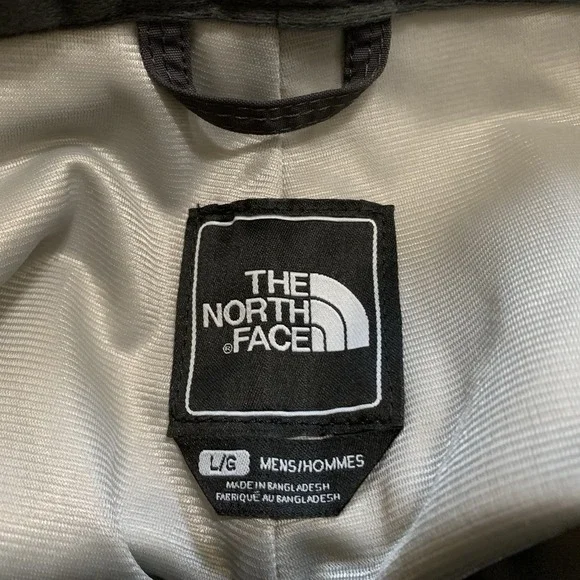 THE
NORTH
® FACE
L/G MENS/HOMMES
MADE IN BANGLADESH
FABRIQUÉ AU BANGLADESH